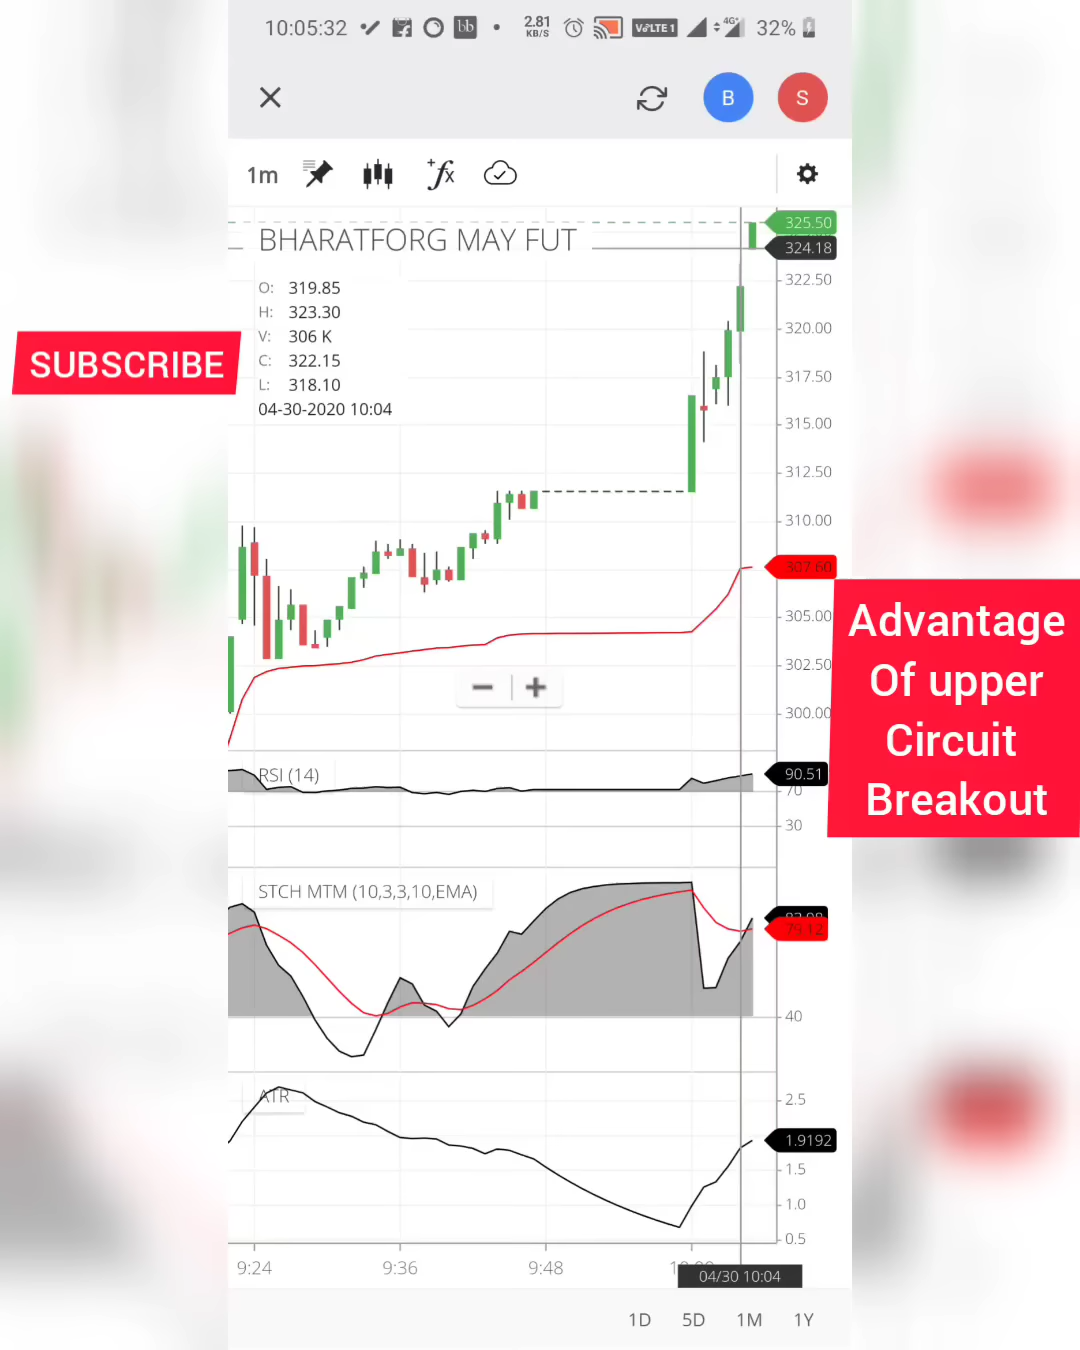 10:05:32 bb 2.81 KB/S VoLTE 1 4G+ 32%
B S
1m +fx
325.50
BHARATFORG MAY FUT
324.18
322.50
O: 319.85
H: 323.30
V: 306 K
C: 322.15
L: 318.10
04-30-2020 10:04
320.00
317.50
315.00
312.50
310.00
307.60
305.00
302.50
300.00
SUBSCRIBE
Advantage
Of upper
Circuit
Breakout
RSI (14)
90.51
70
30
STCH MTM (10,3,3,10,EMA)
79.12
40
ATR
2.5
1.9192
1.5
1.0
0.5
9:24 9:36 9:48
04/30 10:04
1D 5D 1M 1Y